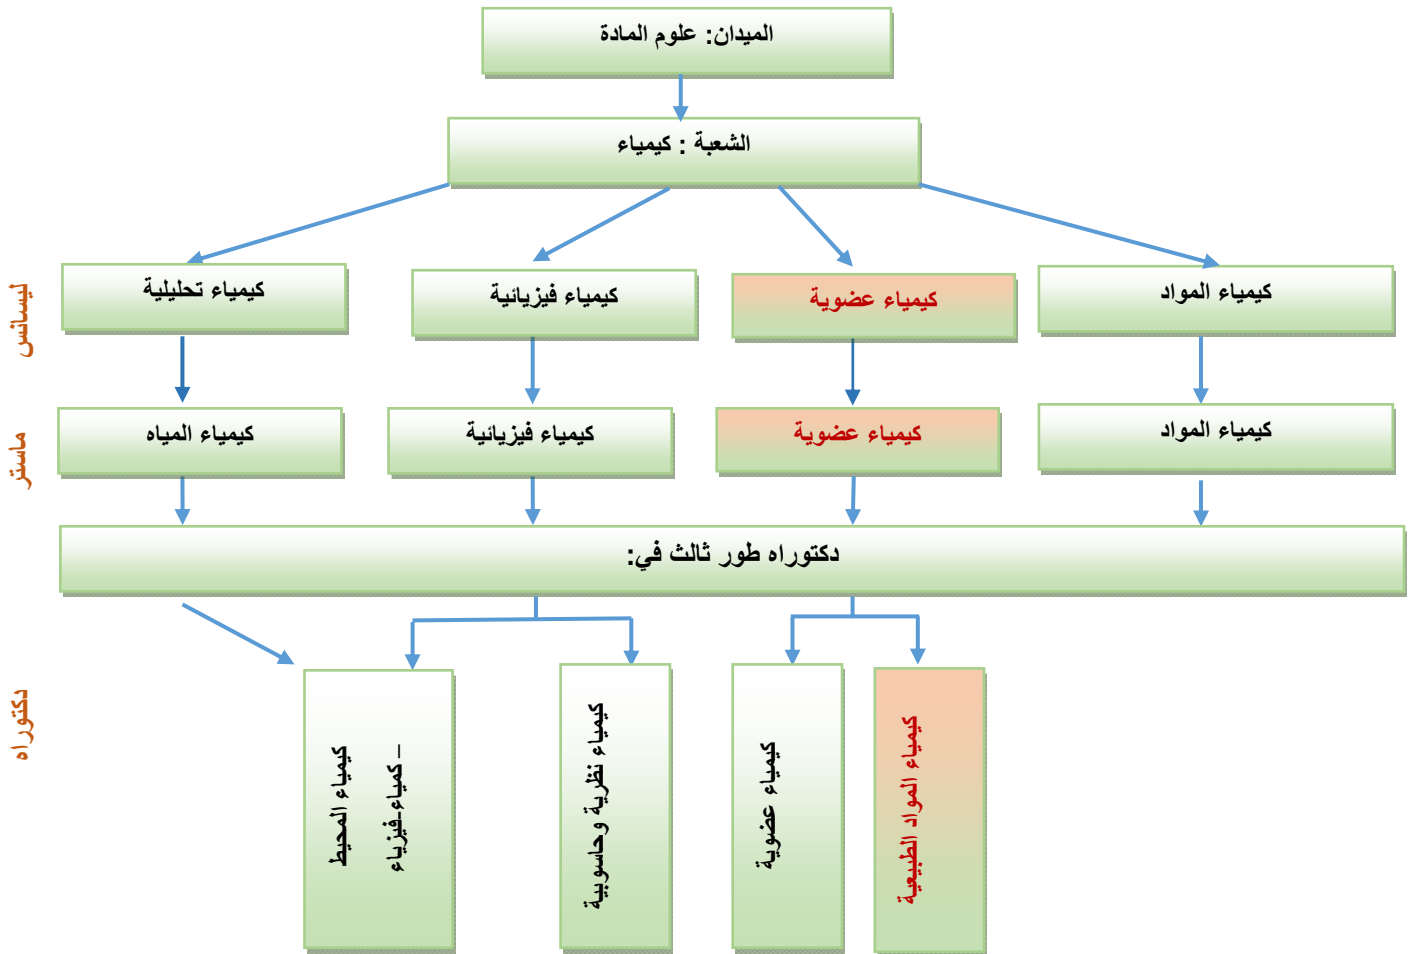 الميدان: علوم المادة
الشعبة : كيمياء
ليسانس
كيمياء المواد
كيمياء عضوية
كيمياء فيزيائية
كيمياء تحليلية
ماستر
كيمياء المواد
كيمياء عضوية
كيمياء فيزيائية
كيمياء المياه
دكتوراه طور ثالث في:
دكتوراه
كيمياء المواد الطبيعية
كيمياء عضوية
كيمياء نظرية وحاسوبية
كيمياء المحيط
– كمياء-فيزياء